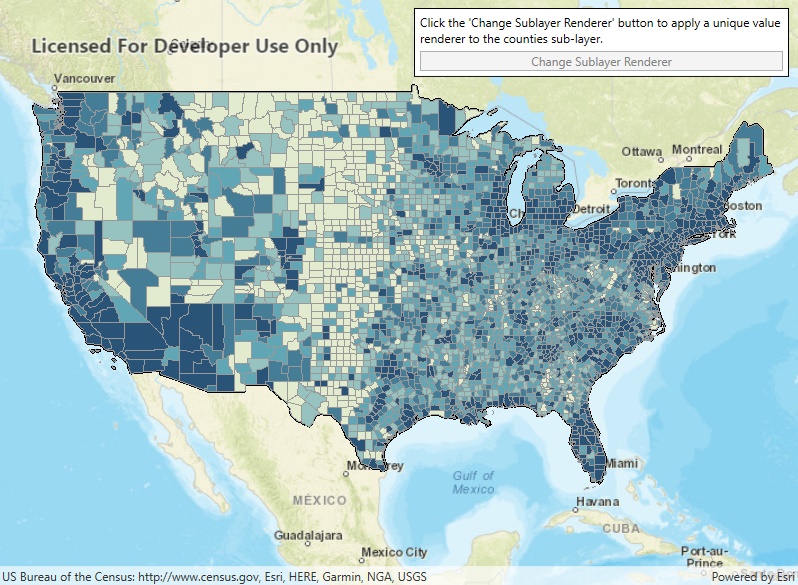 Click the 'Change Sublayer Renderer' button to apply a unique value
renderer to the counties sub-layer.
Change Sublayer Renderer
Licensed For Developer Use Only
Vancouver
Ottawa
Montreal
Toronto
Boston
Detroit
Ch
York
hington
Miami
Monterrey
Gulf of
Mexico
Havana
MÉXICO
CUBA
Guadalajara
Mexico City
Port-au-
Prince
US Bureau of the Census: http://www.census.gov, Esri, HERE, Garmin, NGA, USGS
Powered by Esri